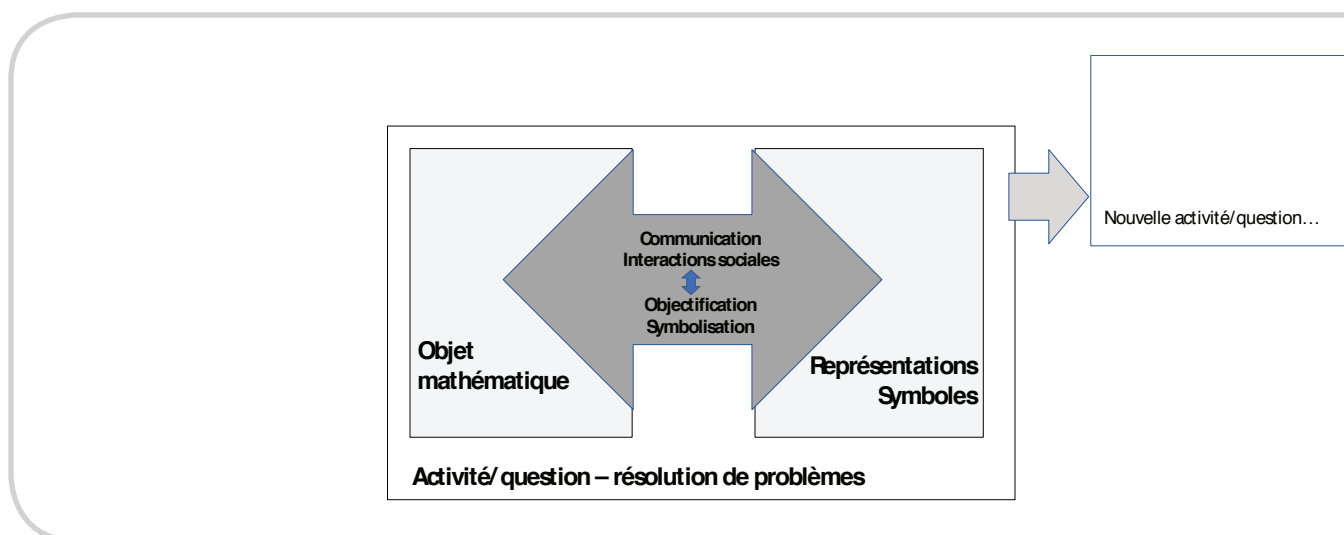 Nouvelle activité/question...
Communication
Interactions sociales
Objectification
Symbolisation
Objet
mathématique
Représentations
Symboles
Activité/ question – résolution de problèmes